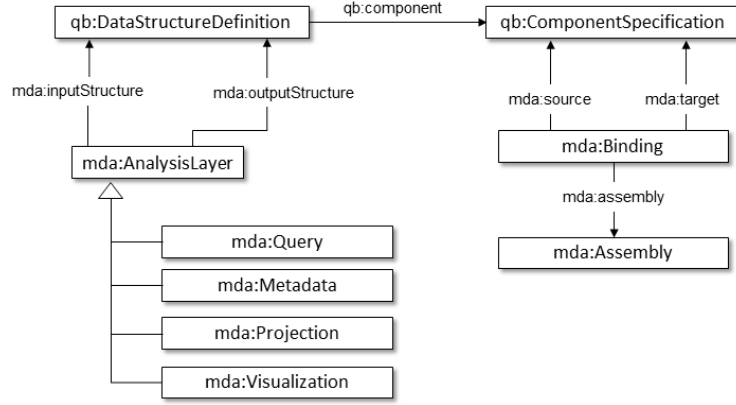 qb:component
qb:DataStructureDefinition
qb:ComponentSpecification
mda:inputStructure
mda:outputStructure
mda:source
mda:target
mda:AnalysisLayer
mda:Binding
mda:assembly
mda:Query
mda:Assembly
mda:Metadata
mda:Projection
mda:Visualization